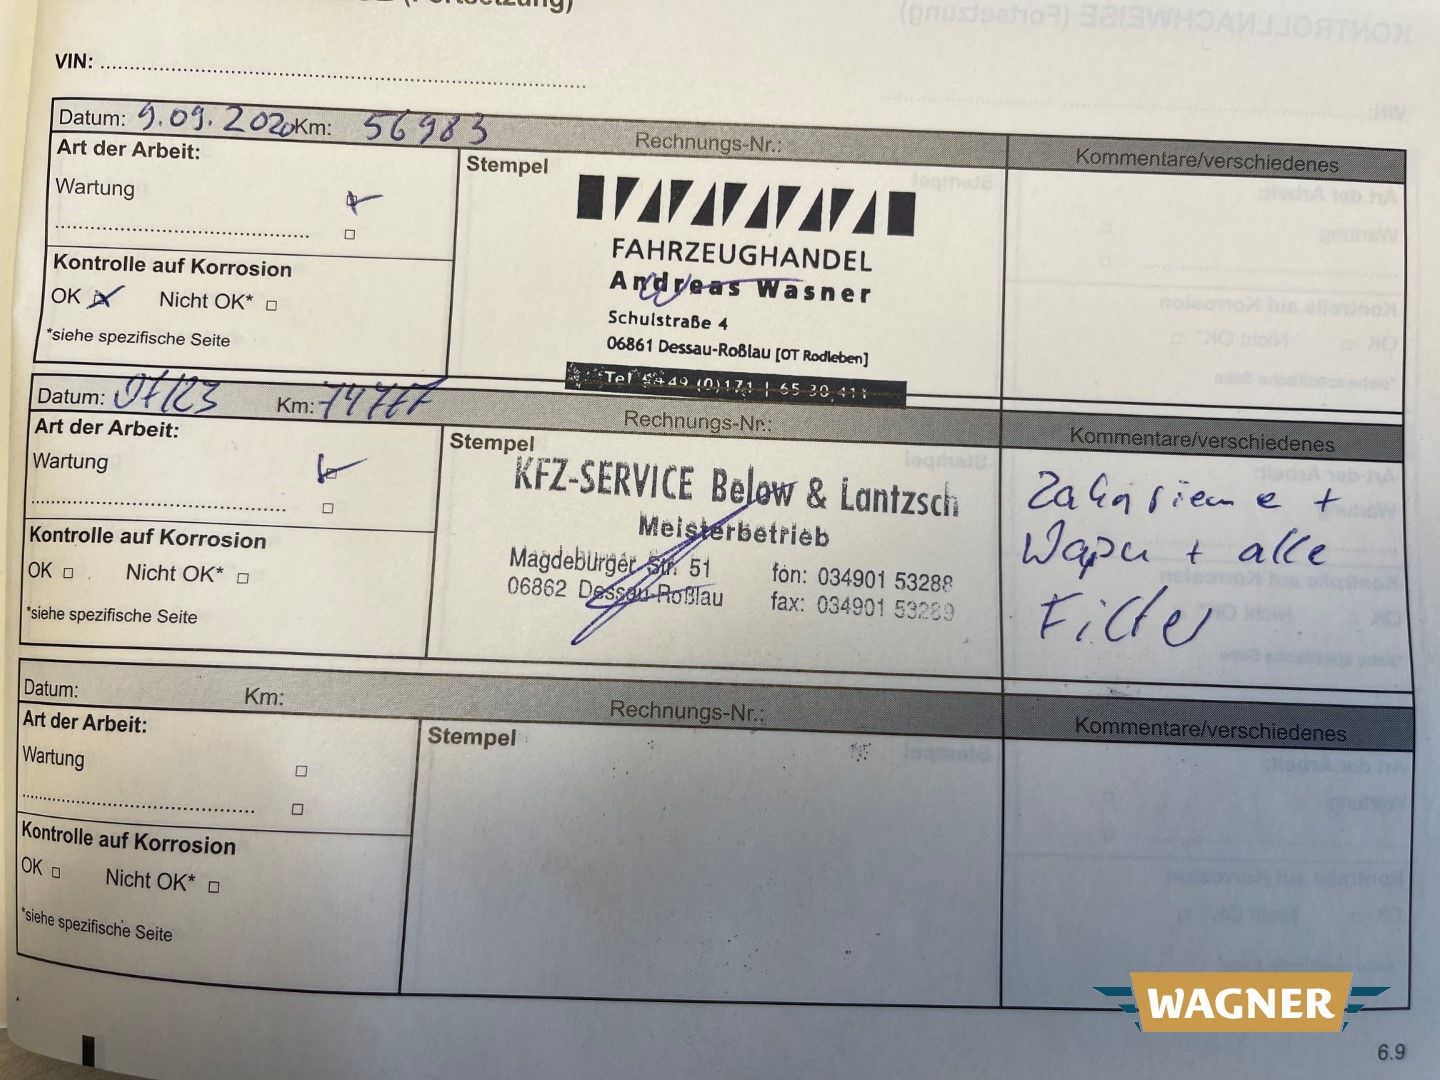 VIN:
Datum: 9.09.2020 Km: 56983 Rechnungs-Nr.: Kommentare/verschiedenes
Art der Arbeit:
Wartung
Kontrolle auf Korrosion
OK Nicht OK*
*siehe spezifische Seite
Stempel
FAHRZEUGHANDEL
Andreas Wasner
Schulstraße 4
06861 Dessau-Roßlau [OT Rodleben]
Datum: 07/23 Km: Rechnungs-Nr.: Kommentare/verschiedenes
Art der Arbeit:
Wartung
Kontrolle auf Korrosion
OK Nicht OK*
*siehe spezifische Seite
Stempel
KFZ-SERVICE Below & Lantzsch
Meisterbetrieb
Magdeburger Str. 51 fon: 034901 53288
06862 Dessau-Roßlau fax: 034901 53289
+
Wapu + alle
Filter
Datum: Km: Rechnungs-Nr.: Kommentare/verschiedenes
Art der Arbeit:
Wartung
Kontrolle auf Korrosion
OK Nicht OK*
*siehe spezifische Seite
Stempel
WAGNER
6.9